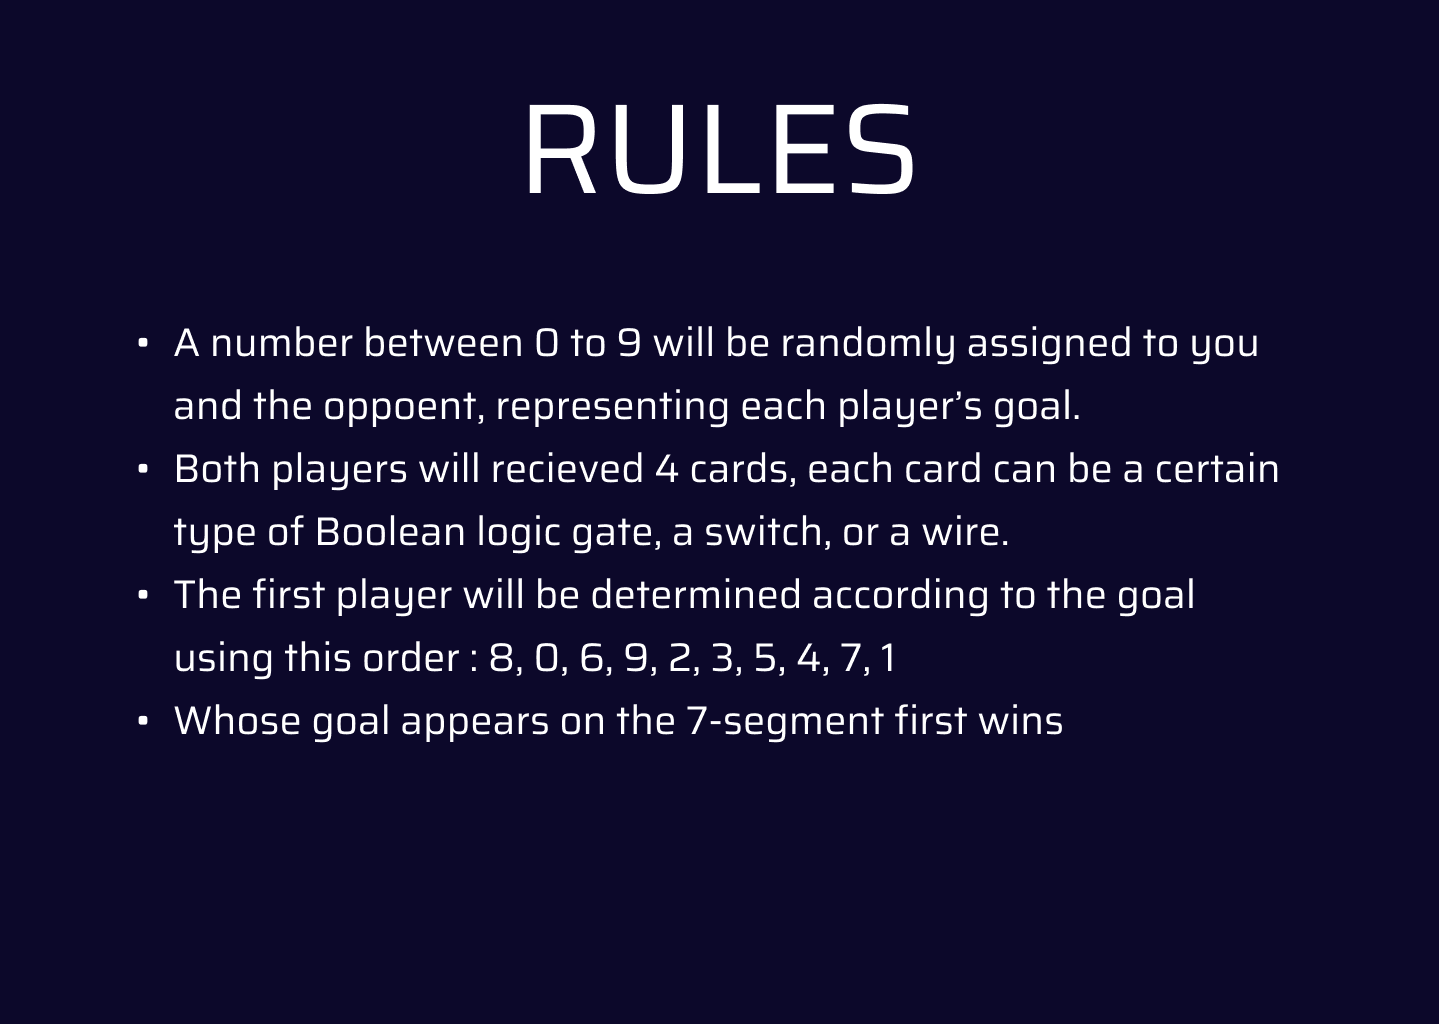 RULES
• A number between 0 to 9 will be randomly assigned to you
and the oppoent, representing each player’s goal.
• Both players will recieved 4 cards, each card can be a certain
type of Boolean logic gate, a switch, or a wire.
• The first player will be determined according to the goal
using this order : 8, 0, 6, 9, 2, 3, 5, 4, 7, 1
• Whose goal appears on the 7-segment first wins